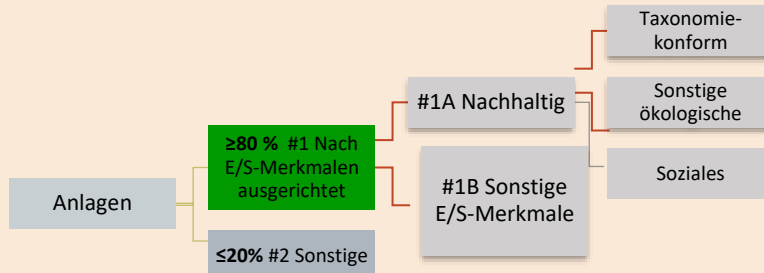 Anlagen
≥80 % #1 Nach
E/S-Merkmalen
ausgerichtet
≤20% #2 Sonstige
#1A Nachhaltig
#1B Sonstige
E/S-Merkmale
Taxonomie-
konform
Sonstige
ökologische
Soziales